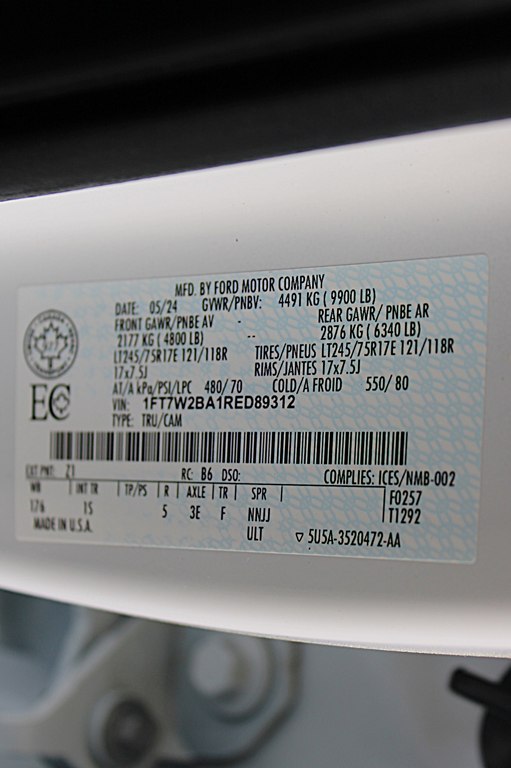 MFD. BY FORD MOTOR COMPANY
DATE: 05/24 GVWR/PNBV: 4491 KG ( 9900 LB)
FRONT GAWR/PNBE AV - REAR GAWR/ PNBE AR
2177 KG ( 4800 LB) -- 2876 KG ( 6340 LB)
LT245/75R17E 121/118R TIRES/PNEUS LT245/75R17E 121/118R
17x7.5J RIMS/JANTES 17x7.5J
AT/A kPa/PSI/LPC 480/ 70 COLD/A FROID 550/ 80
VIN: 1FT7W2BA1RED89312
TYPE: TRU/CAM
EC
EXT PNT: Z1 RC: B6 DSO: COMPLIES: ICES/NMB-002
WB INT TR TP/PS R AXLE TR SPR F0257
176 IS 5 3E F NNJJ T1292
MADE IN U.S.A. ULT ▽ 5U5A-3520472-AA